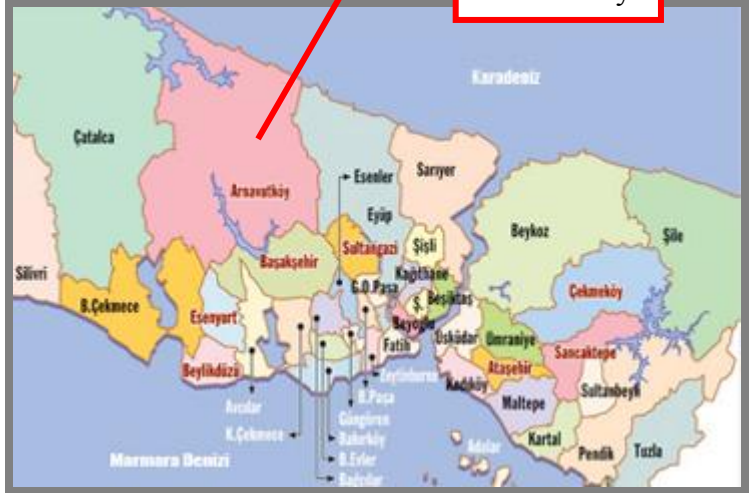 Karadeniz
Çatalca
Sarıyer
Esenler
Arnavutköy
Eyüp
Beykoz
Şile
Sultangazi
Şişli
Başakşehir
Silivri
Kağıthane
G.O.Paşa
Çekmeköy
Ş.
Beşiktaş
B.Çekmece
Esenyurt
Beyoğlu
Üsküdar
Ümraniye
Fatih
Sancaktepe
Ataşehir
Beylikdüzü
Zeytinburnu
Kadıköy
Sultanbeyli
B.Paşa
Maltepe
Avcılar
Güngören
K.Çekmece
Bakırköy
Kartal
Adalar
Pendik
Tuzla
Marmara Denizi
B.Evler
Bağcılar